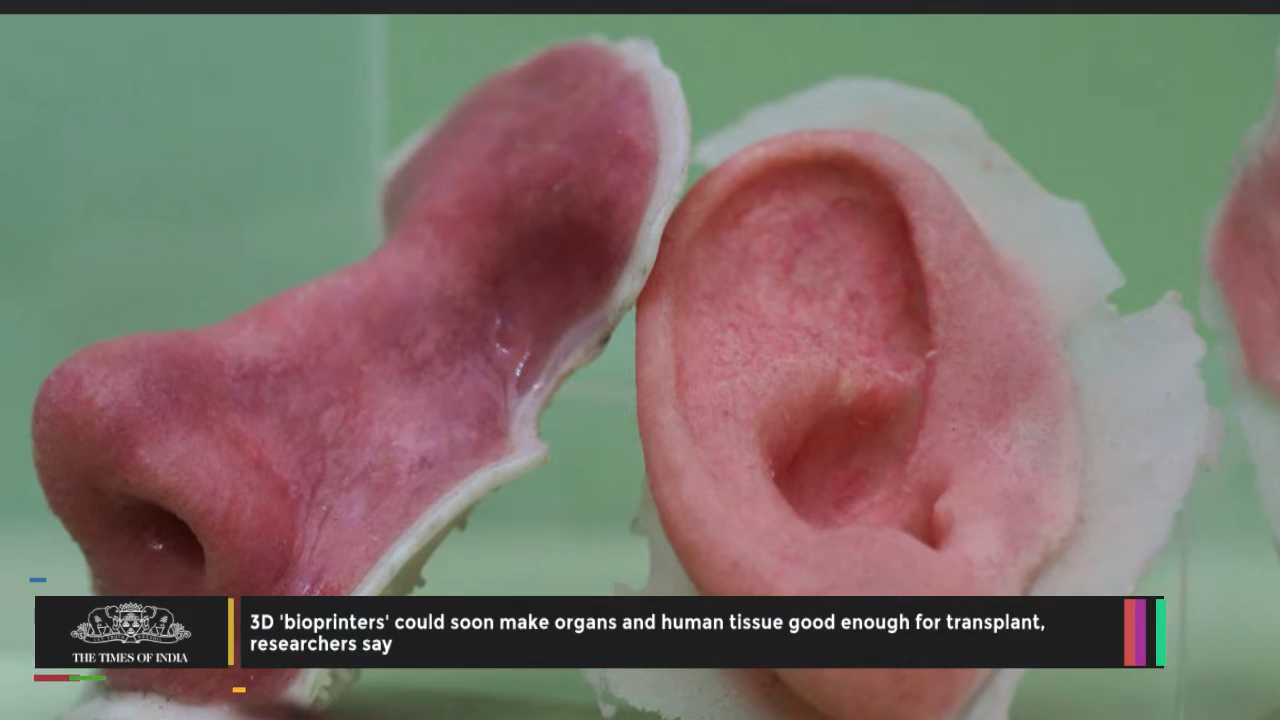 3D 'bioprinters' could soon make organs and human tissue good enough for transplant,
researchers say
THE TIMES OF INDIA